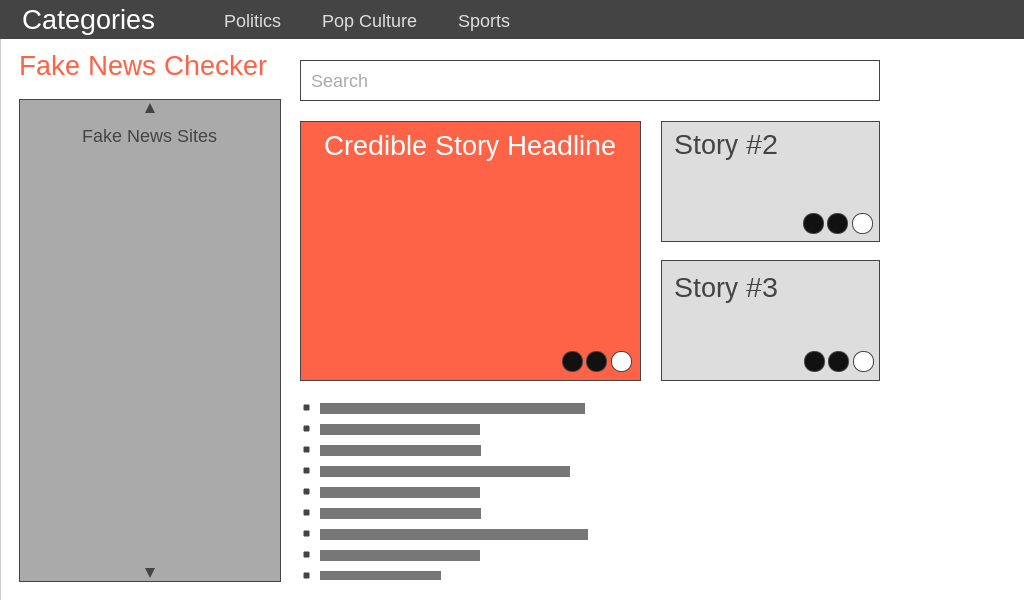 Categories
Politics
Pop Culture
Sports
Fake News Checker
Search
Fake News Sites
Credible Story Headline
Story #2
Story #3